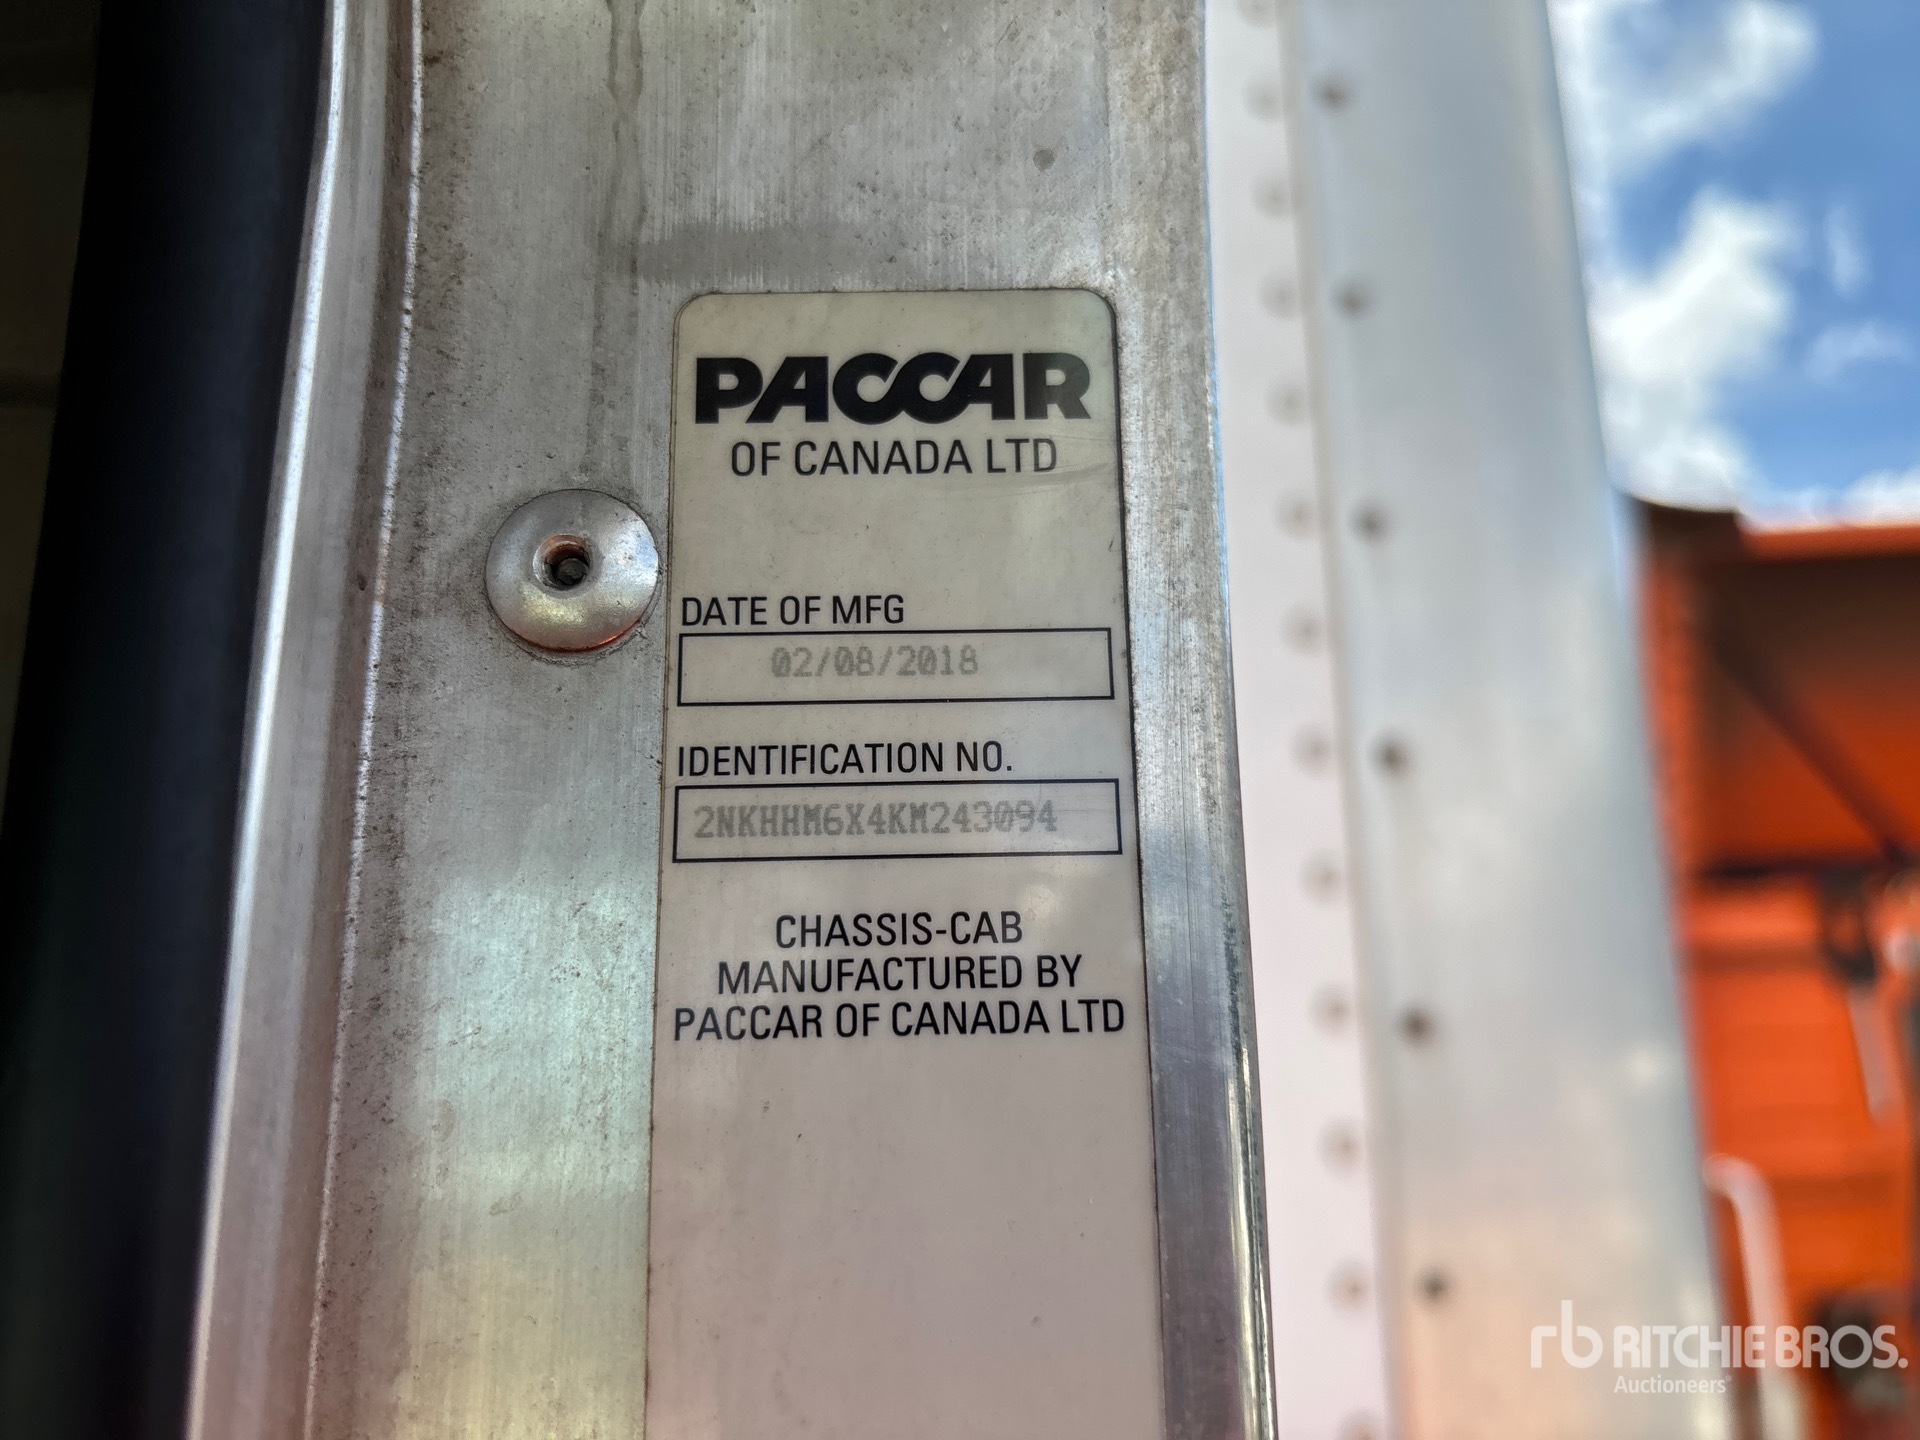 PACCAR
OF CANADA LTD
DATE OF MFG
02/08/2018
IDENTIFICATION NO.
2NKHHM6X4KM243094
CHASSIS-CAB
MANUFACTURED BY
PACCAR OF CANADA LTD
rb RITCHIE BROS.
Auctioneers